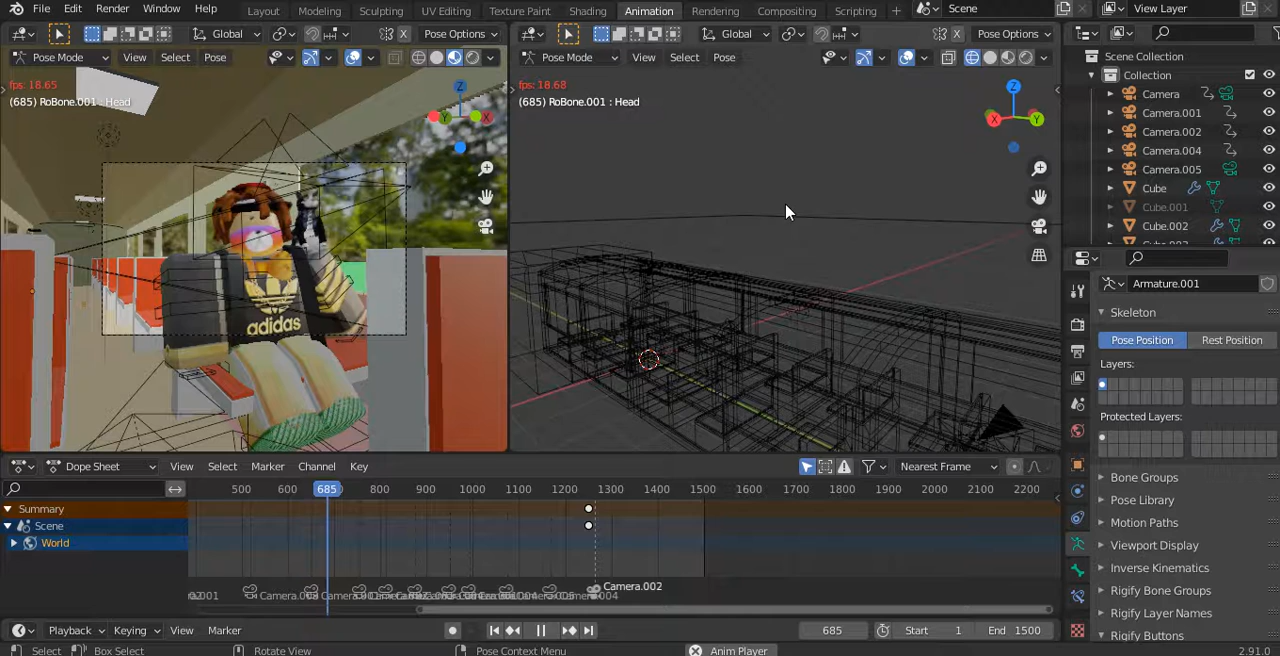 File Edit Render Window Help Layout Modeling Sculpting UV Editing Texture Paint Shading Animation Rendering Compositing Scripting + Scene View Layer
Global X Pose Options Global X Pose Options
Pose Mode View Select Pose Pose Mode View Select Pose
Scene Collection
Collection
Camera
Camera.001
Camera.002
Camera.004
Camera.005
Cube
Cube.001
Cube.002
fps: 18.65
(685) RoBone.001 : Head
Z
Y
X
adidas
fps: 18.68
(685) RoBone.001 : Head
Z
X
Y
Armature.001
Skeleton
Pose Position Rest Position
Layers:
Protected Layers:
Bone Groups
Pose Library
Motion Paths
Viewport Display
Inverse Kinematics
Rigify Bone Groups
Rigify Layer Names
Rigify Buttons
Dope Sheet View Select Marker Channel Key Nearest Frame
500 600 685 800 900 1000 1100 1200 1300 1400 1500 1600 1700 1800 1900 2000 2100 2200
Summary
Scene
World
Camera.002
Playback Keying View Marker 685 Start 1 End 1500
Select Box Select Rotate View Pose Context Menu Anim Player 2.91.0